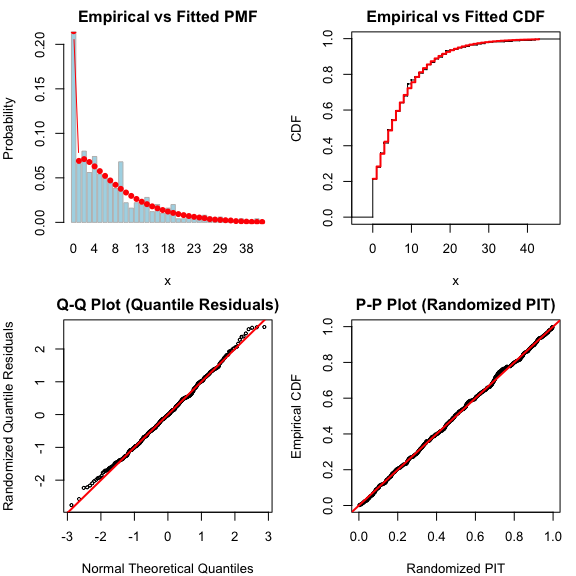 Empirical vs Fitted PMF
Probability
0.00 0.05 0.10 0.15 0.20
0 4 8 13 18 23 29 38
x
Empirical vs Fitted CDF
CDF
0.0 0.2 0.4 0.6 0.8 1.0
0 10 20 30 40
x
Q-Q Plot (Quantile Residuals)
Randomized Quantile Residuals
-2 -1 0 1 2
-3 -2 -1 0 1 2 3
Normal Theoretical Quantiles
P-P Plot (Randomized PIT)
Empirical CDF
0.0 0.2 0.4 0.6 0.8 1.0
0.0 0.2 0.4 0.6 0.8 1.0
Randomized PIT